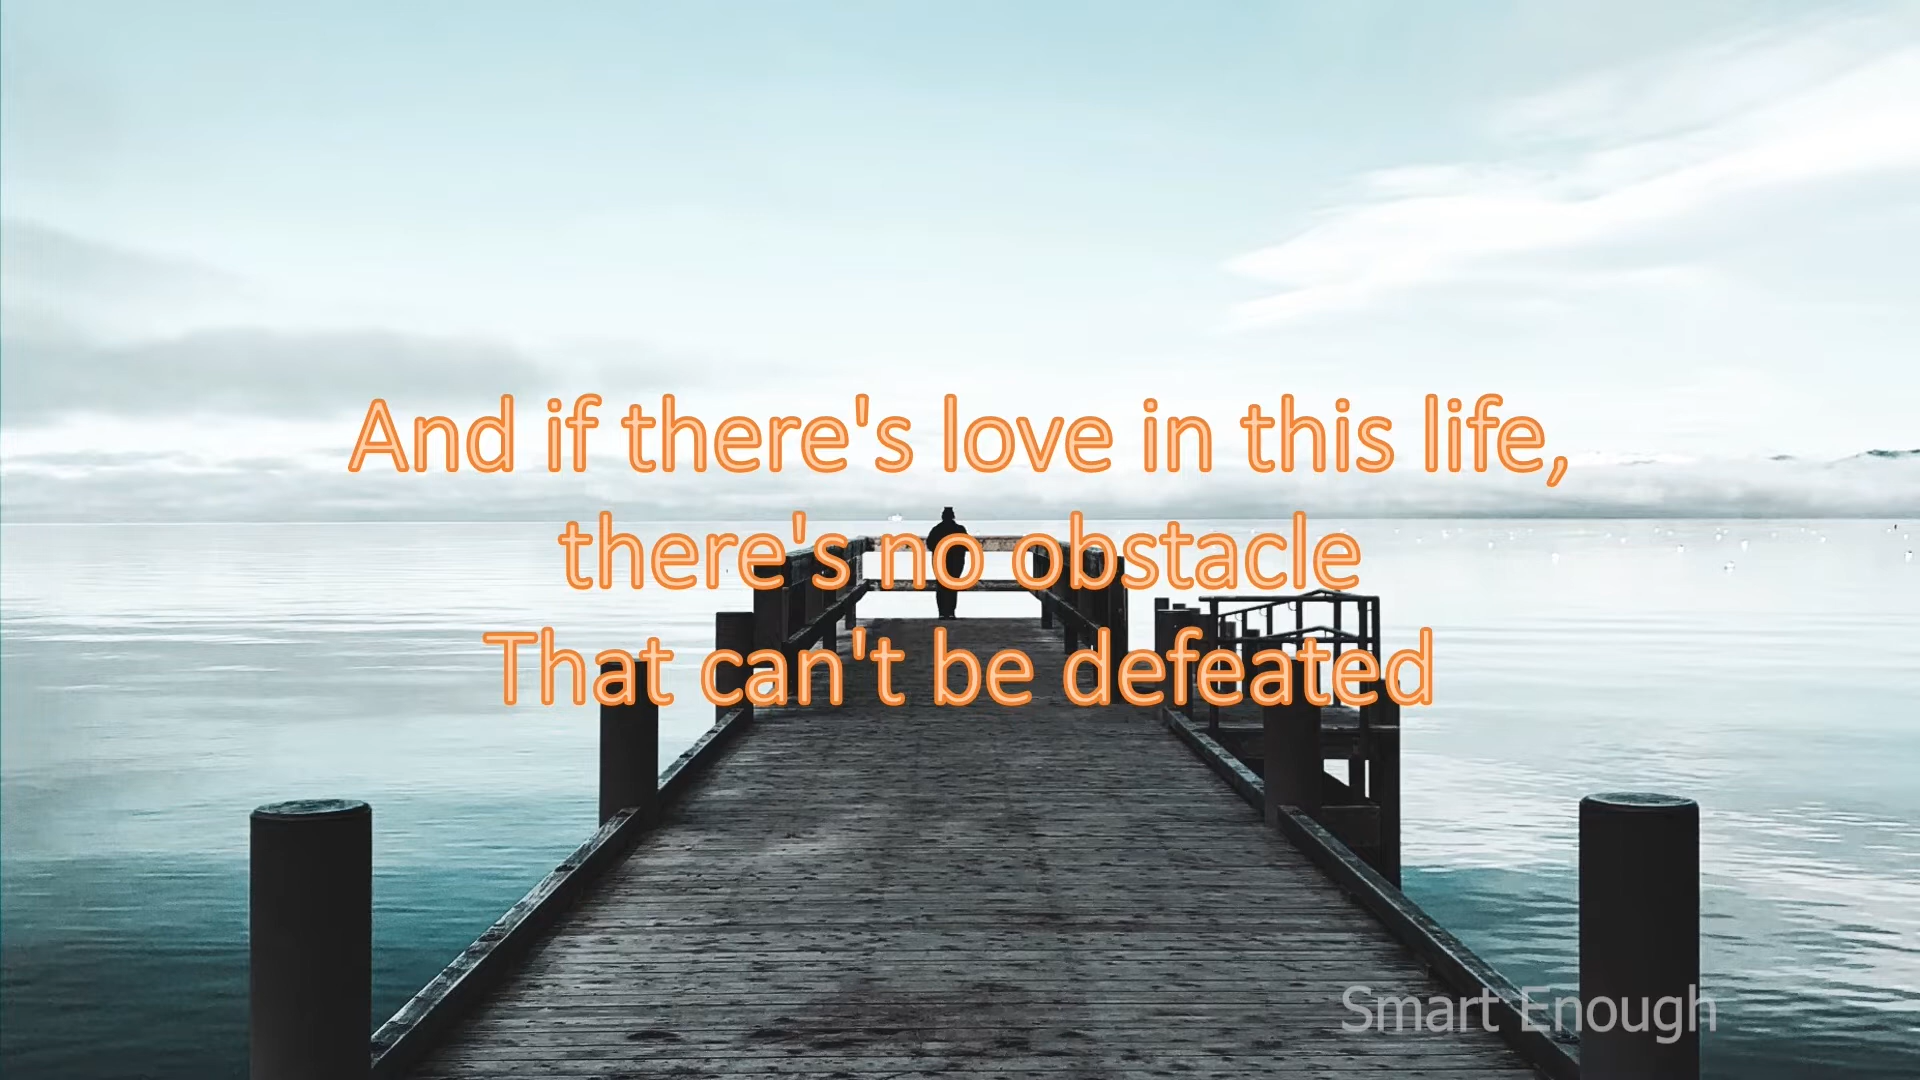 And if there's love in this life,
there's no obstacle
That can't be defeated
Smart Enough